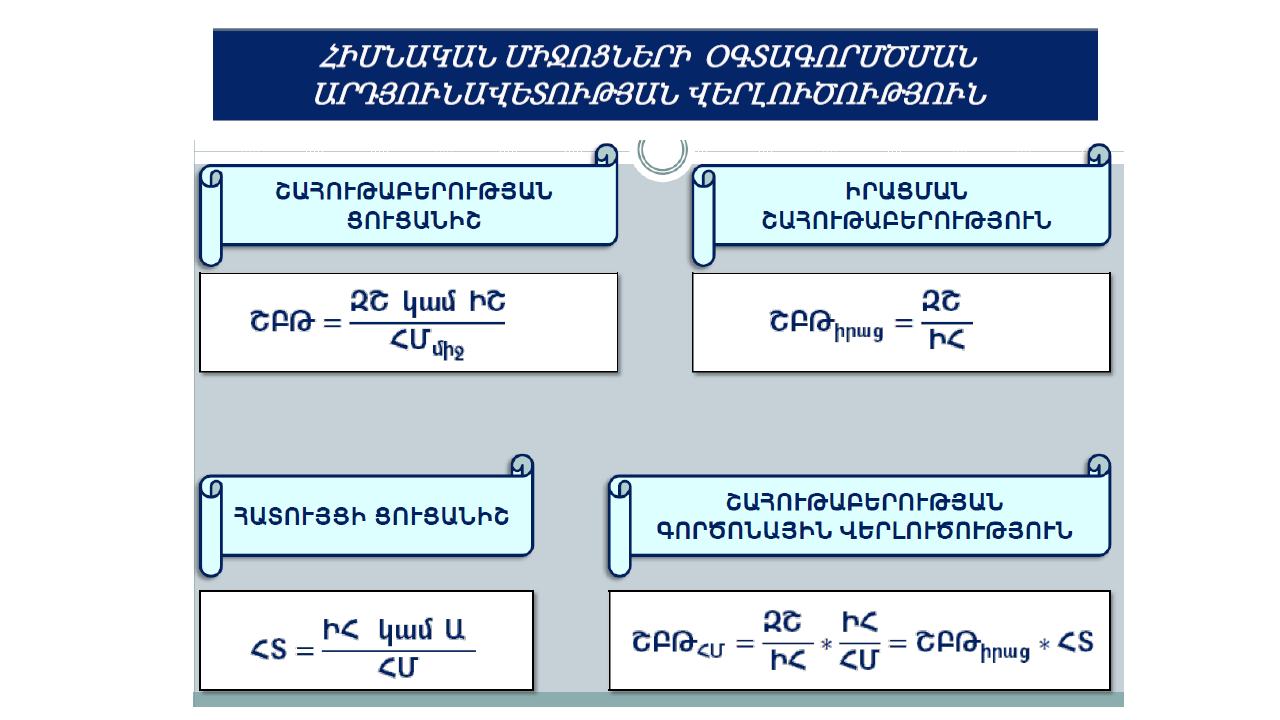 ՀԻՄՆԱԿԱՆ ՄԻՋՈՑՆԵՐԻ ՕԳՏԱԳՈՐՄԾՄԱՆ
ԱՐԴՅՈՒՆԱՎԵՏՈՒԹՅԱՆ ՎԵՐԼՈՒԾՈՒԹՅՈՒՆ
ՇԱՀՈՒԹԱԲԵՐՈՒԹՅԱՆ
ՑՈՒՑԱՆԻՇ
ՇԲԹ = ԶՇ կամ ԻՇ / ՀՄմիջ
ԻՐԱՑՄԱՆ
ՇԱՀՈՒԹԱԲԵՐՈՒԹՅՈՒՆ
ՇԲԹիրաց = ԶՇ / ԻՀ
ՀԱՏՈՒՅՑԻ ՑՈՒՑԱՆԻՇ
ՀՏ = ԻՀ կամ Ա / ՀՄ
ՇԱՀՈՒԹԱԲԵՐՈՒԹՅԱՆ
ԳՈՐԾՈՆԱՅԻՆ ՎԵՐԼՈՒԾՈՒԹՅՈՒՆ
ՇԲԹՀՄ = ԶՇ / ԻՀ * ԻՀ / ՀՄ = ՇԲԹիրաց * ՀՏ